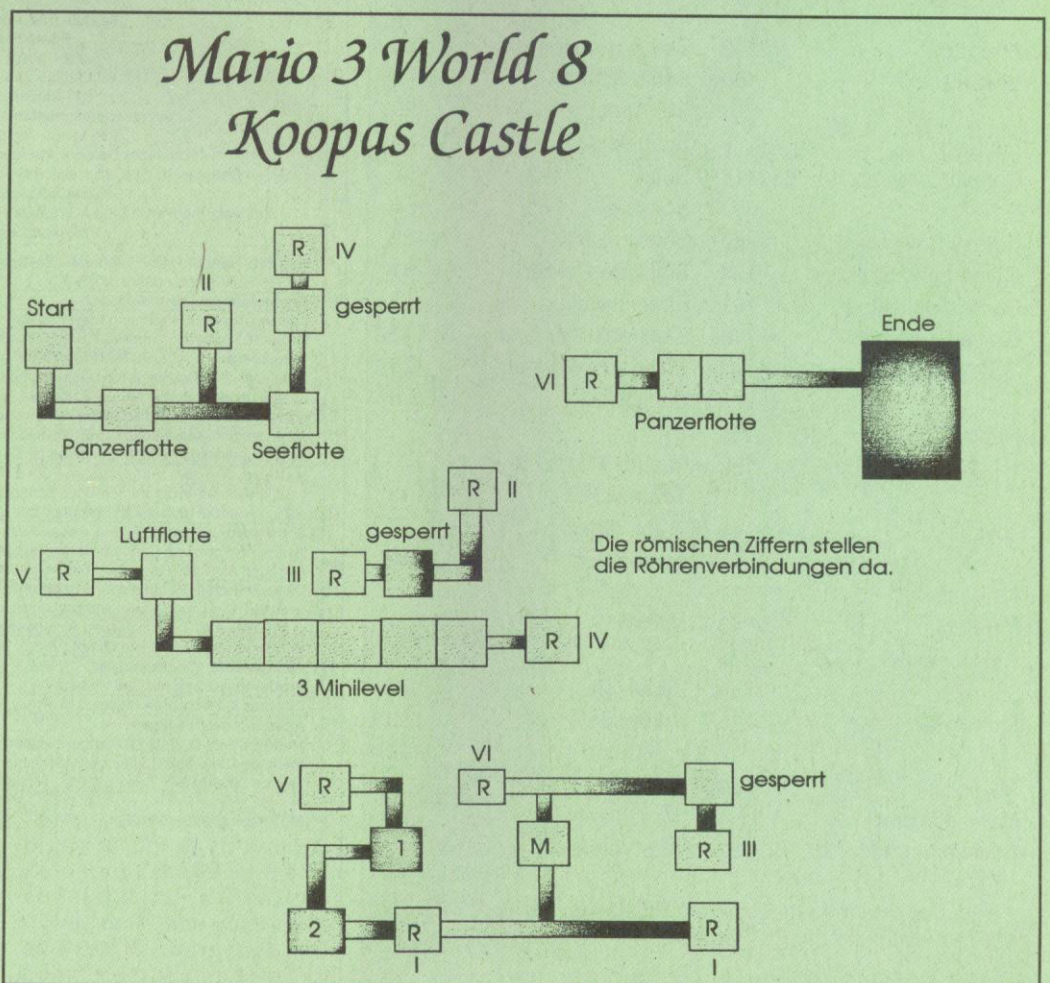 Mario 3 World 8
Koopas Castle
R IV
II
Start
R
gesperrt
Ende
VI R
Panzerflotte
Seeflotte
Panzerflotte
R II
Luftflotte
gesperrt
V R
III R
Die römischen Ziffern stellen
die Röhrenverbindungen da.
R IV
3 Minilevel
VI
V R
R
gesperrt
1
M
R III
2
R
R
I
I